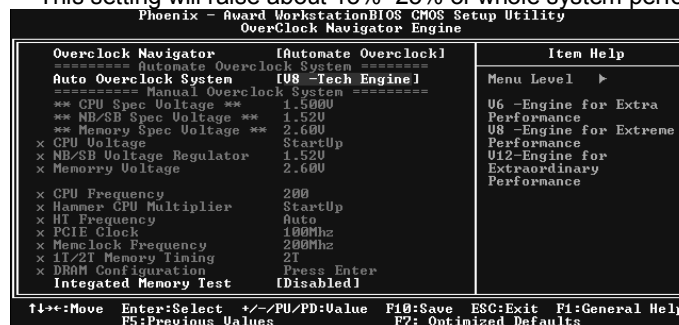 This setting will raise about 15%~25% of whole system perfo
Phoenix - Award WorkstationBIOS CMOS Setup Utility
OverClock Navigator Engine
Overclock Navigator [Automate Overclock]
======== Automate Overclock System ========
Auto Overclock System [V8 -Tech Engine]
========== Manual Overclock System =========
** CPU Spec Voltage ** 1.500V
** NB/SB Spec Voltage ** 1.52V
** Memory Spec Voltage ** 2.60V
x CPU Voltage StartUp
x NB/SB Voltage Regulator 1.52V
x Memorry Voltage 2.60V
x CPU Frequency 200
x Hammer CPU Multiplier StartUp
x HT Frequency Auto
x PCIE Clock 100Mhz
x Memclock Frequency 200Mhz
x 1T/2T Memory Timing 2T
x DRAM Configuration Press Enter
Integated Memory Test [Disabled]
Item Help
Menu Level ▶
V6 -Engine for Extra
Performance
V8 -Engine for Extreme
Performance
V12-Engine for
Extraordinary
Performance
↑↓→←:Move Enter:Select +/-/PU/PD:Value F10:Save ESC:Exit F1:General Help
F5:Previous Values F7: Optimized Defaults